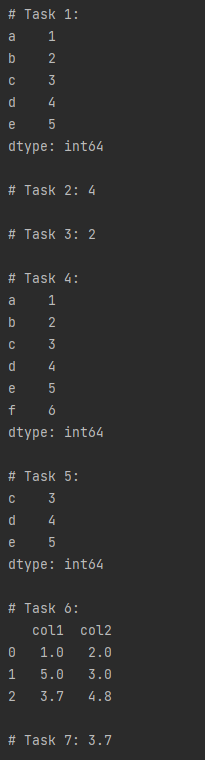 # Task 1:
a    1
b    2
c    3
d    4
e    5
dtype: int64

# Task 2: 4

# Task 3: 2

# Task 4:
a    1
b    2
c    3
d    4
e    5
f    6
dtype: int64

# Task 5:
c    3
d    4
e    5
dtype: int64

# Task 6:
   col1  col2
0   1.0   2.0
1   5.0   3.0
2   3.7   4.8

# Task 7: 3.7